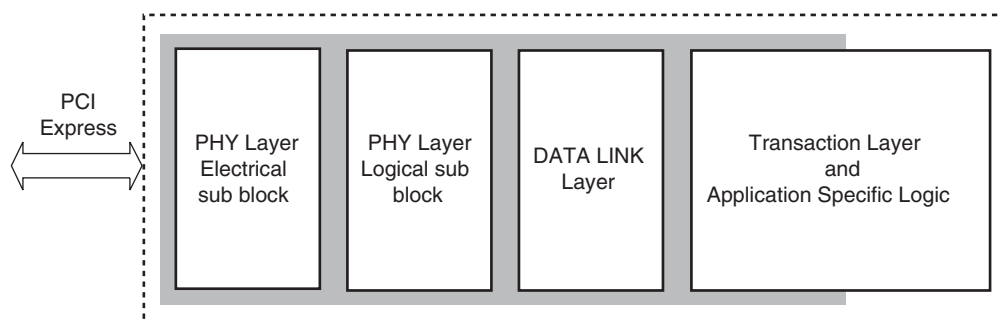 PCI
Express
PHY Layer
Electrical
sub block
PHY Layer
Logical sub
block
DATA LINK
Layer
Transaction Layer
and
Application Specific Logic